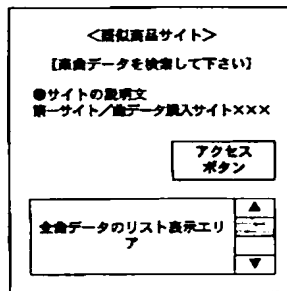 <類似商品サイト>
[楽曲データを検索して下さい]
●サイトの説明文
第一サイト/曲データ購入サイト×××
アクセス
ボタン
全曲データのリスト表示エリ
ア
▲
▼